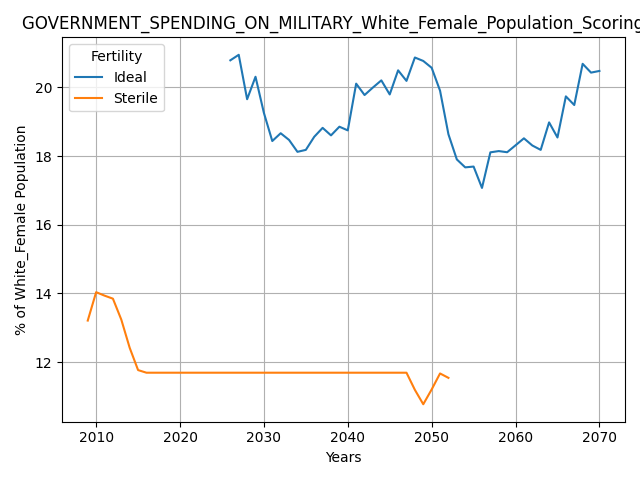 GOVERNMENT_SPENDING_ON_MILITARY_White_Female_Population_Scoring
Fertility
Ideal
Sterile
% of White_Female Population
20
18
16
14
12
2010 2020 2030 2040 2050 2060 2070
Years